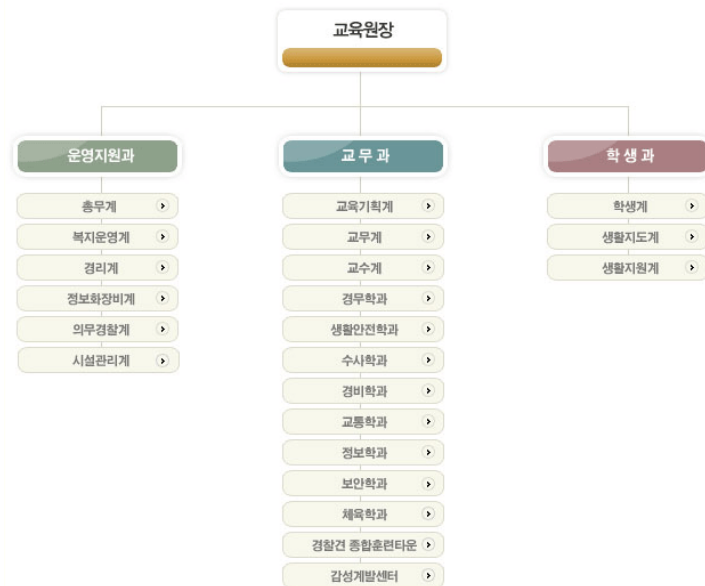 교육원장
운영지원과
총무계
복지운영계
경리계
정보화장비계
의무경찰계
시설관리계
교무과
교육기획계
교무계
교수계
경무학과
생활안전학과
수사학과
경비학과
교통학과
정보학과
보안학과
체육학과
경찰견 종합훈련타운
감성계발센터
학생과
학생계
생활지도계
생활지원계